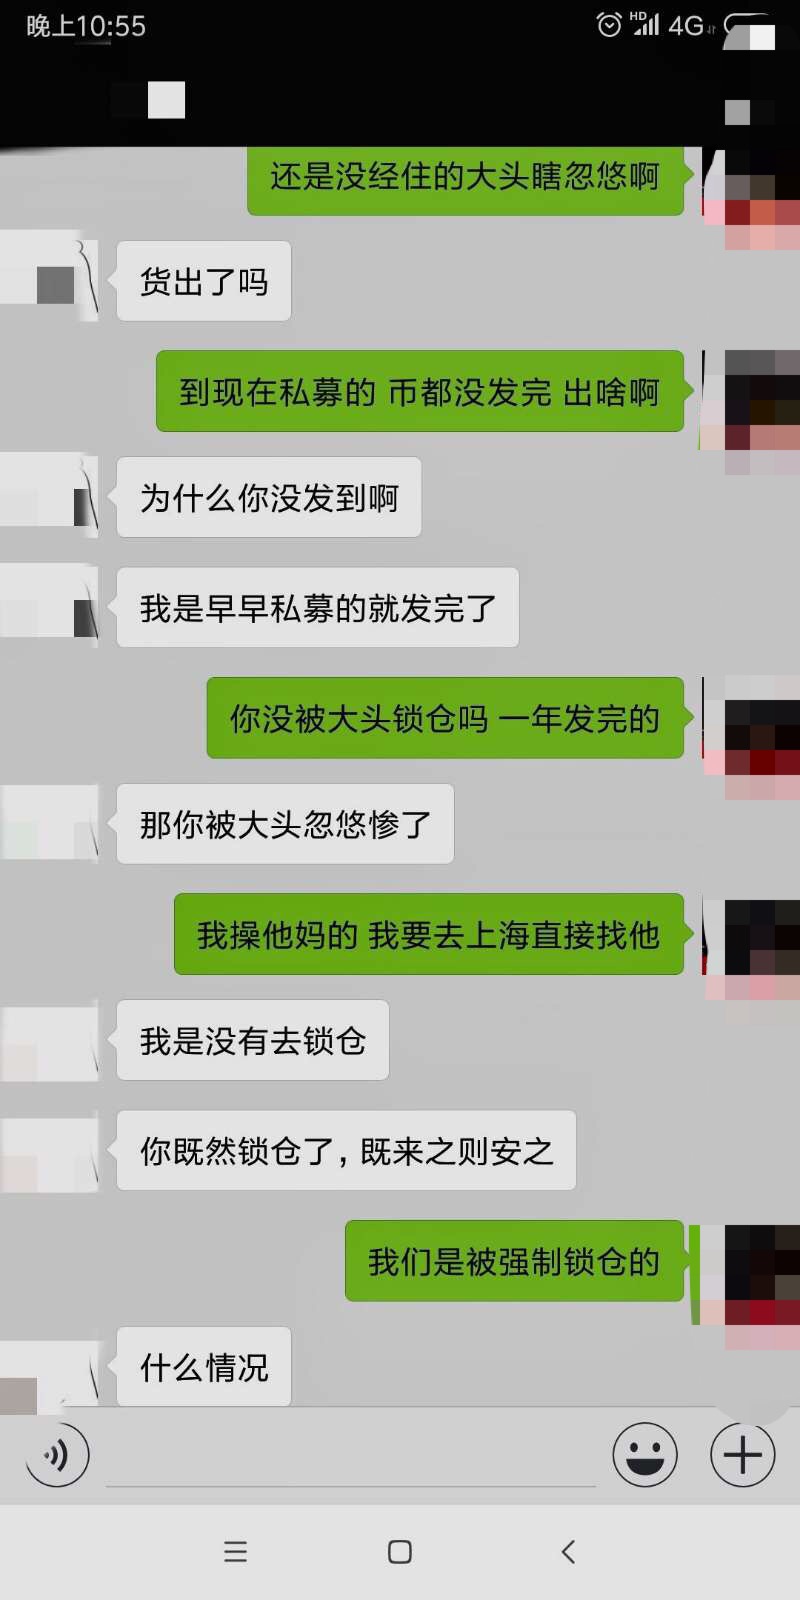 晚上10:55
HD 4G
还是没经住的大头瞎忽悠啊
货出了吗
到现在私募的 币都没发完 出啥啊
为什么你没发到啊
我是早早私募的就发完了
你没被大头锁仓吗 一年发完的
那你被大头忽悠惨了
我操他妈的 我要去上海直接找他
我是没有去锁仓
你既然锁仓了,既来之则安之
我们是被强制锁仓的
什么情况